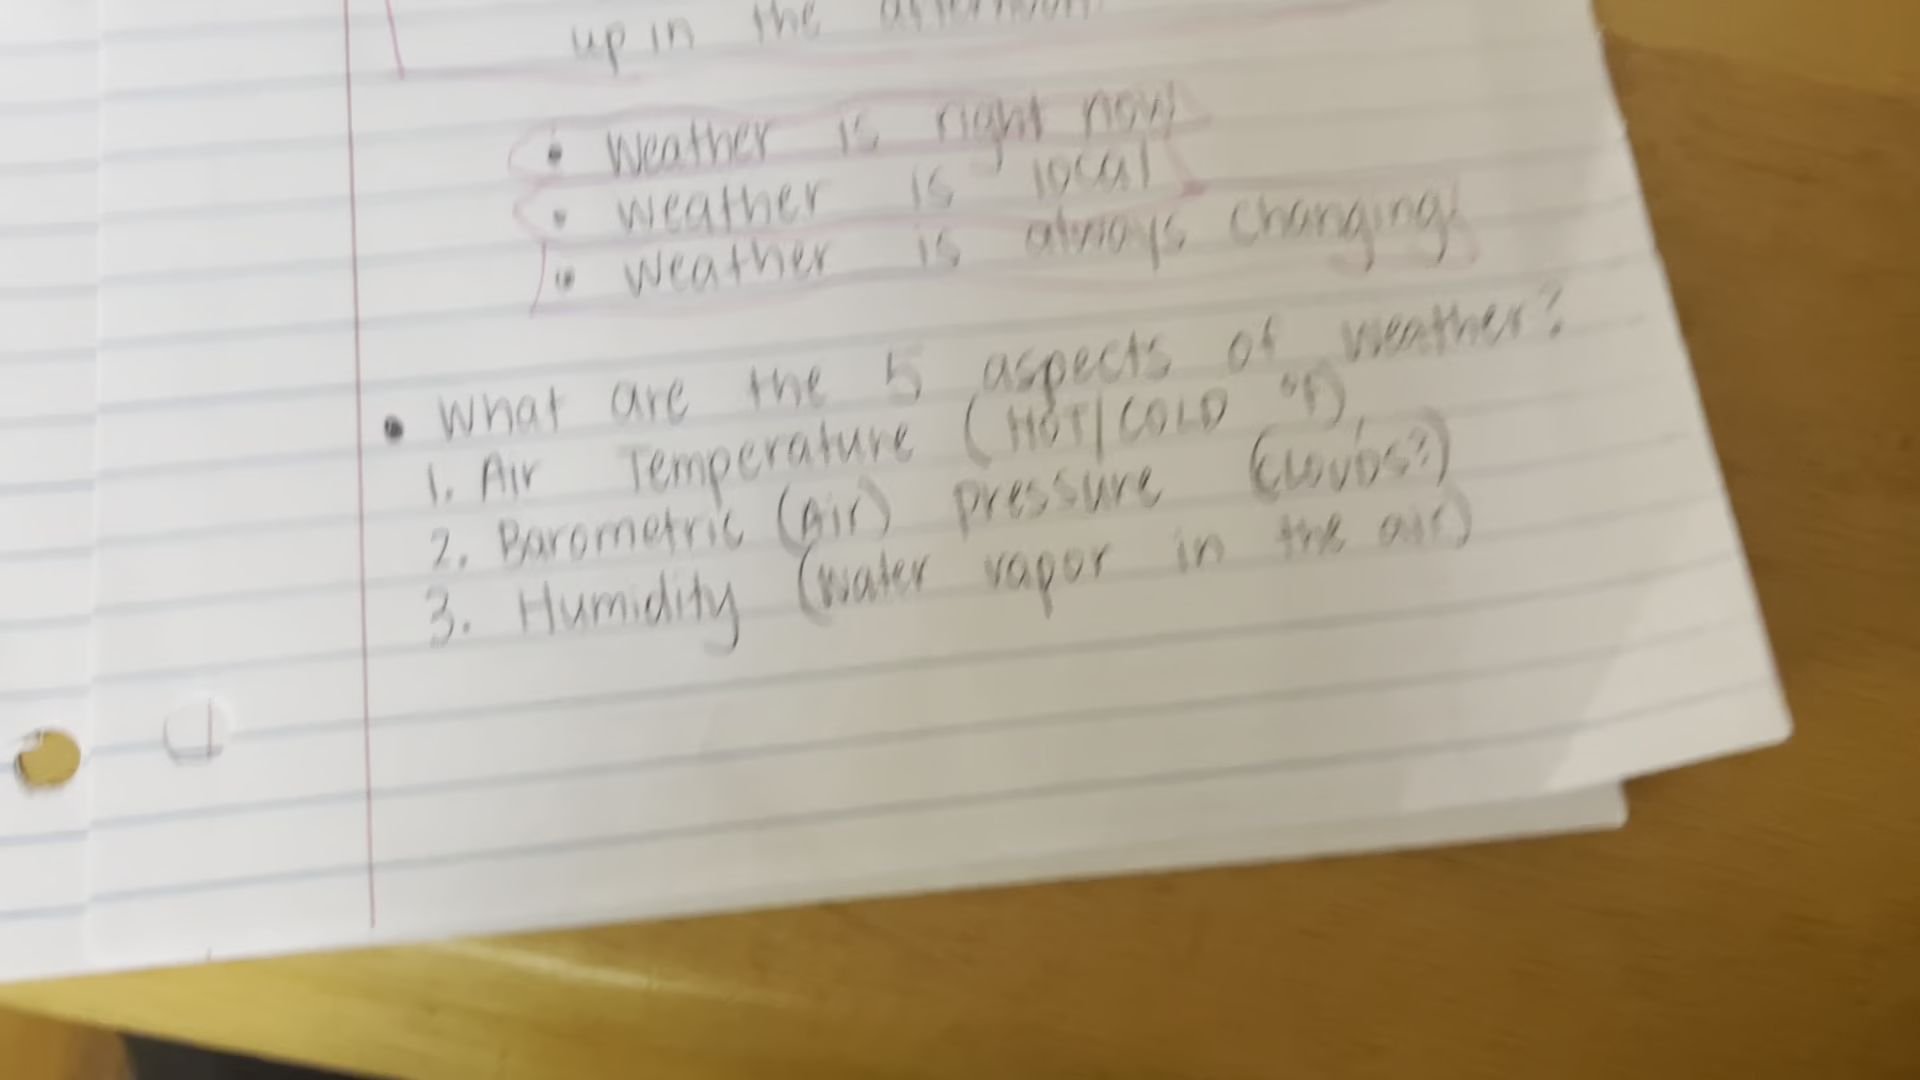 up in the afternoon.
• Weather is right now
• weather is local
• weather is always changing!
• What are the 5 aspects of weather?
1. Air Temperature (HOT/COLD °F)
2. Barometric (Air) pressure (CLOUDS?)
3. Humidity (water vapor in the air)